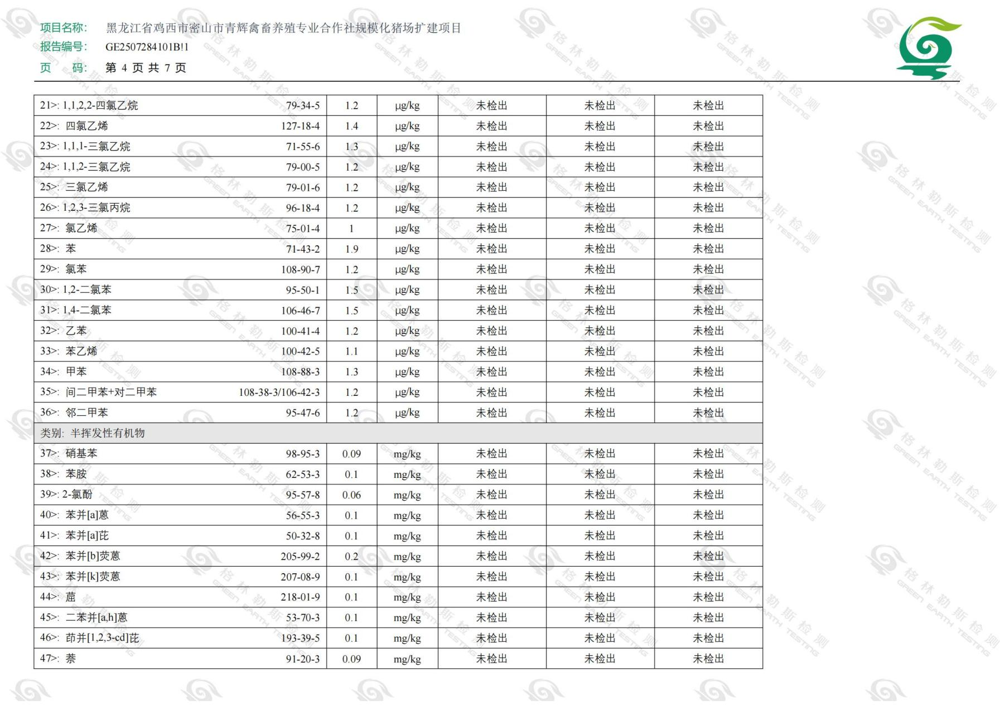 项目名称: 黑龙江省鸡西市密山市青辉禽畜养殖专业合作社规模化猪场扩建项目
报告编号: GE2507284101B!1
页 码: 第 4 页 共 7 页
21>: 1,1,2,2-四氯乙烷 79-34-5 1.2 μg/kg 未检出 未检出 未检出
22>: 四氯乙烯 127-18-4 1.4 μg/kg 未检出 未检出 未检出
23>: 1,1,1-三氯乙烷 71-55-6 1.3 μg/kg 未检出 未检出 未检出
24>: 1,1,2-三氯乙烷 79-00-5 1.2 μg/kg 未检出 未检出 未检出
25>: 三氯乙烯 79-01-6 1.2 μg/kg 未检出 未检出 未检出
26>: 1,2,3-三氯丙烷 96-18-4 1.2 μg/kg 未检出 未检出 未检出
27>: 氯乙烯 75-01-4 1 μg/kg 未检出 未检出 未检出
28>: 苯 71-43-2 1.9 μg/kg 未检出 未检出 未检出
29>: 氯苯 108-90-7 1.2 μg/kg 未检出 未检出 未检出
30>: 1,2-二氯苯 95-50-1 1.5 μg/kg 未检出 未检出 未检出
31>: 1,4-二氯苯 106-46-7 1.5 μg/kg 未检出 未检出 未检出
32>: 乙苯 100-41-4 1.2 μg/kg 未检出 未检出 未检出
33>: 苯乙烯 100-42-5 1.1 μg/kg 未检出 未检出 未检出
34>: 甲苯 108-88-3 1.3 μg/kg 未检出 未检出 未检出
35>: 间二甲苯+对二甲苯 108-38-3/106-42-3 1.2 μg/kg 未检出 未检出 未检出
36>: 邻二甲苯 95-47-6 1.2 μg/kg 未检出 未检出 未检出
类别: 半挥发性有机物
37>: 硝基苯 98-95-3 0.09 mg/kg 未检出 未检出 未检出
38>: 苯胺 62-53-3 0.1 mg/kg 未检出 未检出 未检出
39>: 2-氯酚 95-57-8 0.06 mg/kg 未检出 未检出 未检出
40>: 苯并[a]蒽 56-55-3 0.1 mg/kg 未检出 未检出 未检出
41>: 苯并[a]芘 50-32-8 0.1 mg/kg 未检出 未检出 未检出
42>: 苯并[b]荧蒽 205-99-2 0.2 mg/kg 未检出 未检出 未检出
43>: 苯并[k]荧蒽 207-08-9 0.1 mg/kg 未检出 未检出 未检出
44>: 䓛 218-01-9 0.1 mg/kg 未检出 未检出 未检出
45>: 二苯并[a,h]蒽 53-70-3 0.1 mg/kg 未检出 未检出 未检出
46>: 茚并[1,2,3-cd]芘 193-39-5 0.1 mg/kg 未检出 未检出 未检出
47>: 萘 91-20-3 0.09 mg/kg 未检出 未检出 未检出
格林勒斯检测
GREEN EARTH TESTING